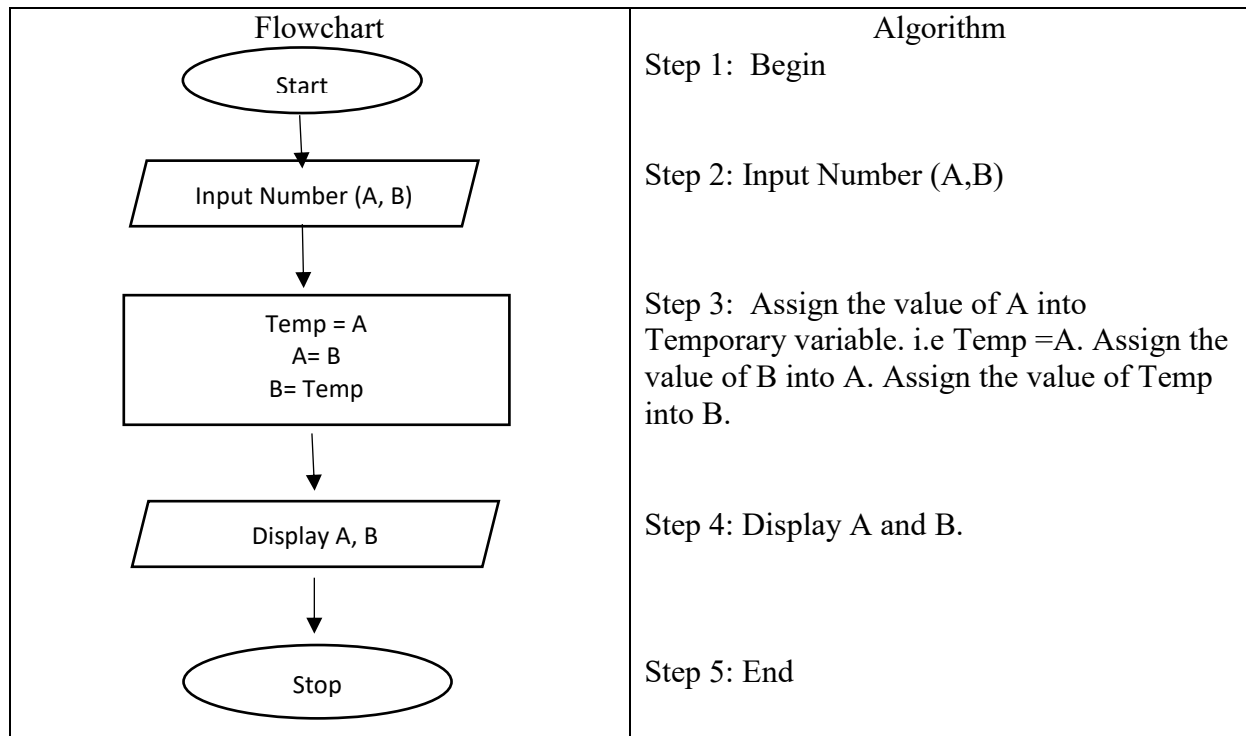 Flowchart
Start
Input Number (A, B)
Temp = A
A= B
B= Temp
Display A, B
Stop
Algorithm
Step 1:  Begin
Step 2: Input Number (A,B)
Step 3:  Assign the value of A into
Temporary variable. i.e Temp =A. Assign the
value of B into A. Assign the value of Temp
into B.
Step 4: Display A and B.
Step 5: End